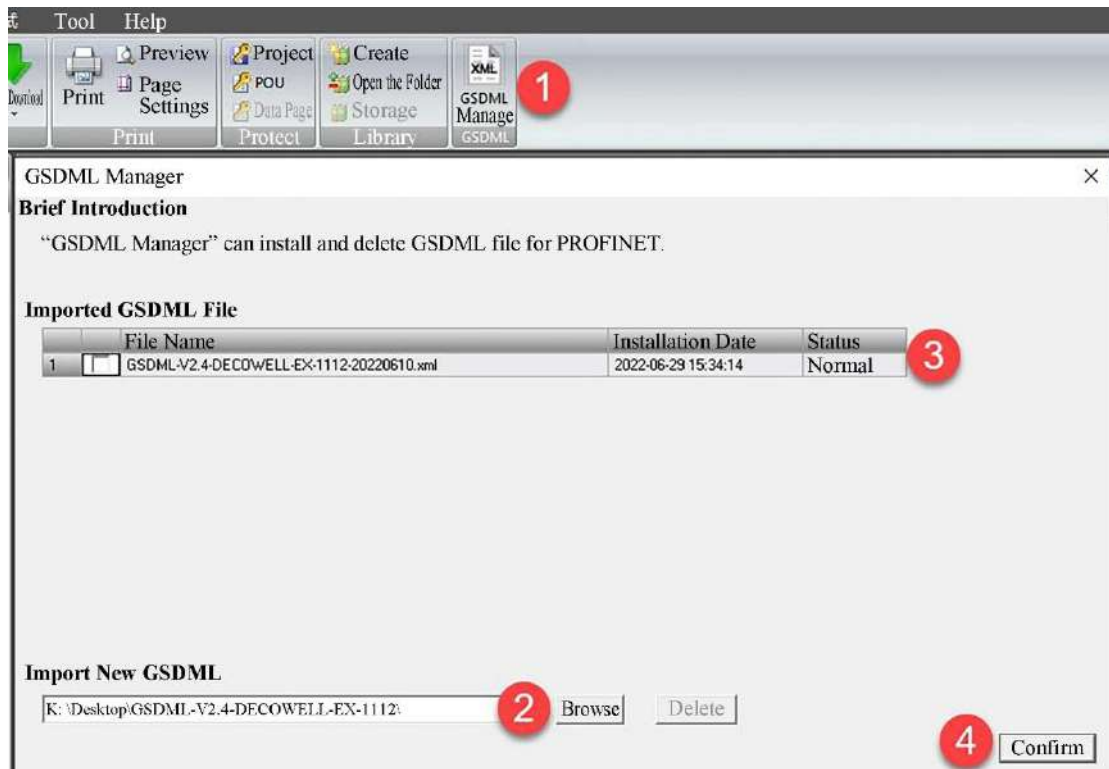 式 Tool Help
Download Print Preview Page Settings Print
Project POU Data Page Protect
Create Open the Folder Storage Library
XML GSDML Manage GSDML 1
GSDML Manager ×
Brief Introduction
“GSDML Manager” can install and delete GSDML file for PROFINET.
Imported GSDML File
File Name Installation Date Status 3
1 GSDML-V2.4-DECOWELL-EX-1112-20220610.xml 2022-06-29 15:34:14 Normal
Import New GSDML
K: \Desktop\GSDML-V2.4-DECOWELL-EX-1112\ 2 Browse Delete
4 Confirm